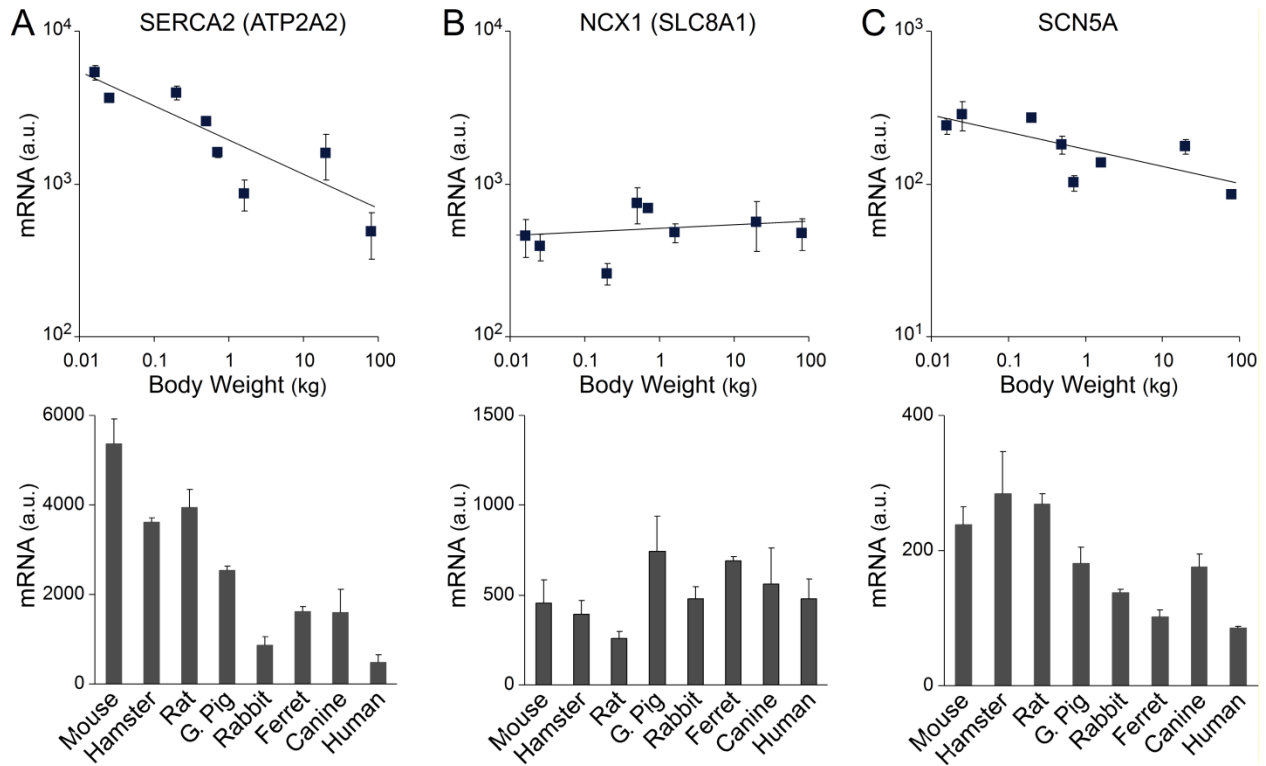 A SERCA2 (ATP2A2)
10^4
10^3
10^2
mRNA (a.u.)
0.01 0.1 1 10 100
Body Weight (kg)
6000
4000
2000
0
mRNA (a.u.)
Mouse
Hamster
Rat
G. Pig
Rabbit
Ferret
Canine
Human
B NCX1 (SLC8A1)
10^4
10^3
10^2
mRNA (a.u.)
0.01 0.1 1 10 100
Body Weight (kg)
1500
1000
500
0
mRNA (a.u.)
Mouse
Hamster
Rat
G. Pig
Rabbit
Ferret
Canine
Human
C SCN5A
10^3
10^2
10^1
mRNA (a.u.)
0.01 0.1 1 10 100
Body Weight (kg)
400
200
0
mRNA (a.u.)
Mouse
Hamster
Rat
G. Pig
Rabbit
Ferret
Canine
Human